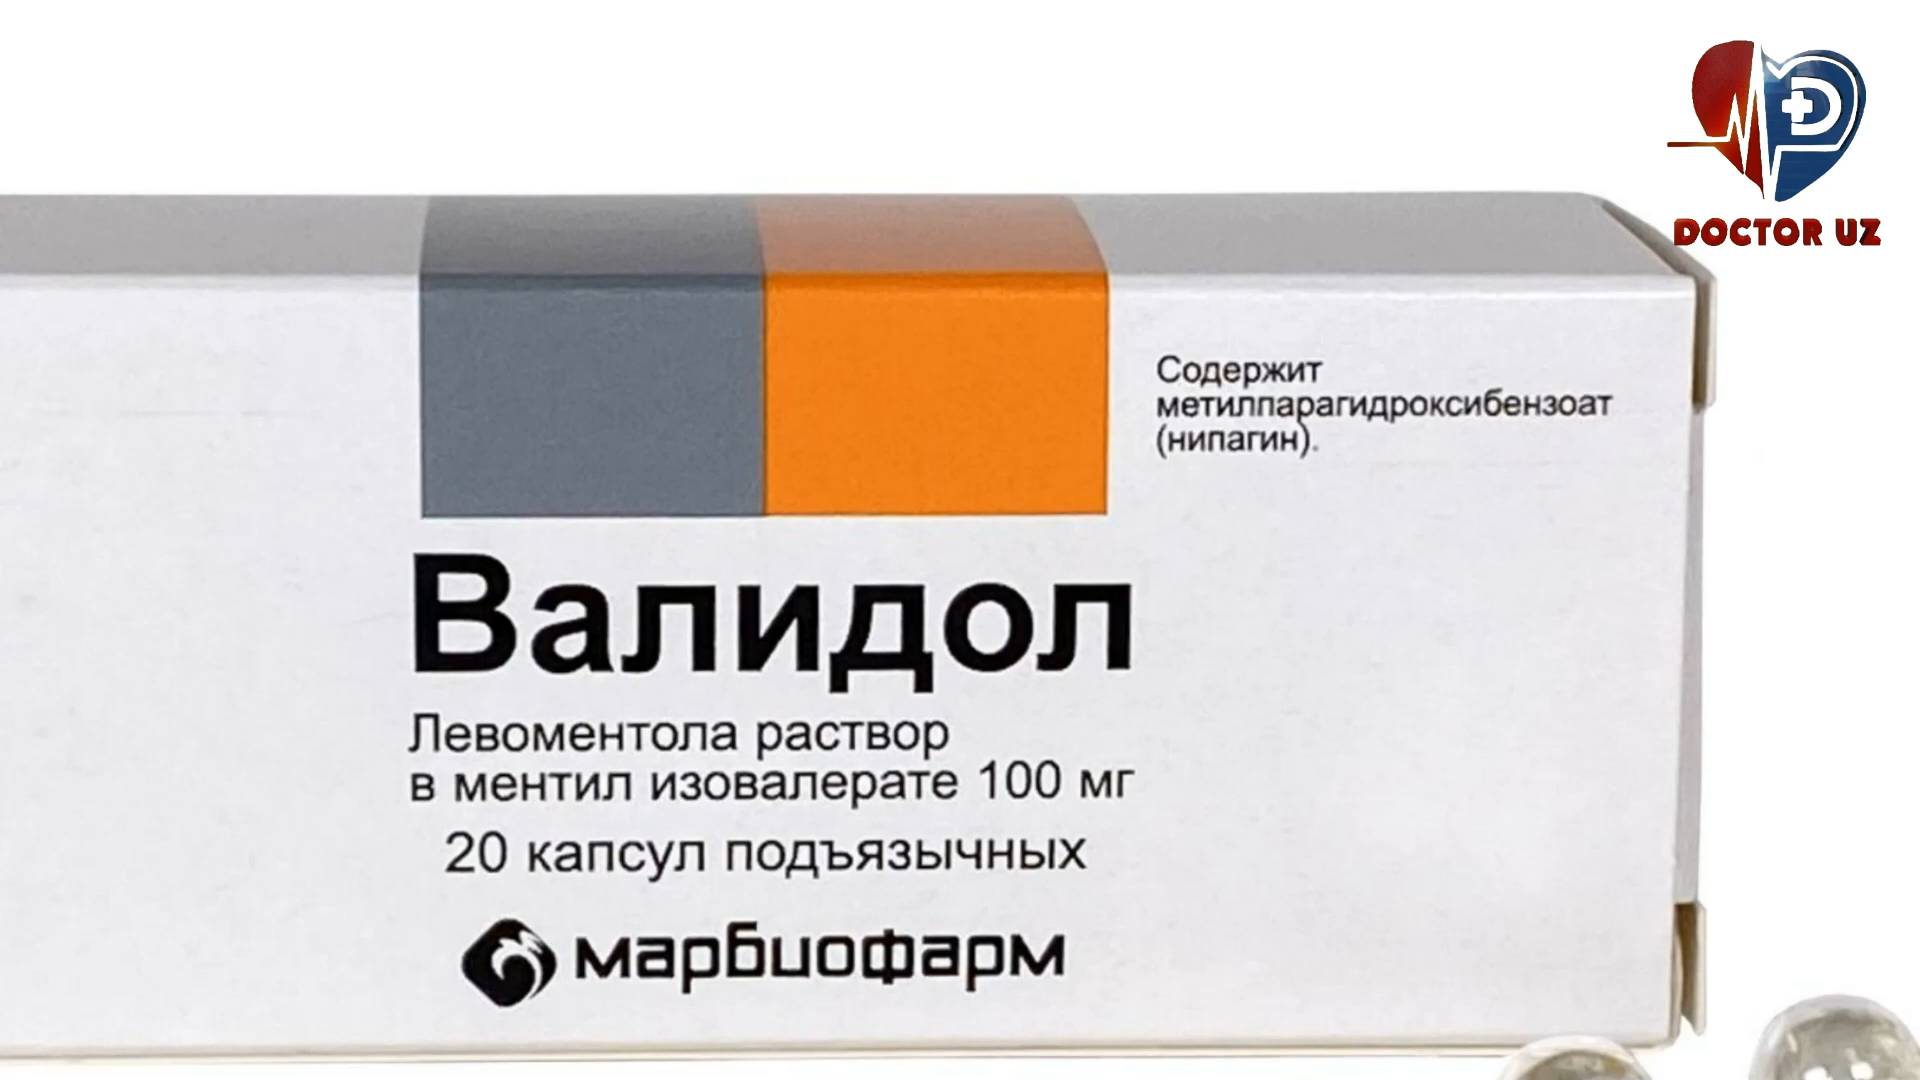 DOCTOR UZ
Содержит
метилпарагидроксибензоат
(нипагин).
Валидол
Левоментола раствор
в ментил изовалерате 100 мг
20 капсул подъязычных
марбиофарм